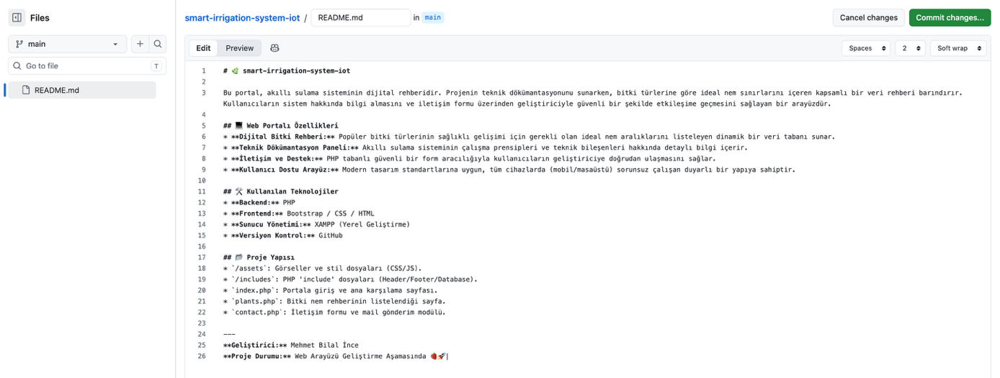 Files
smart-irrigation-system-iot / README.md in main
Cancel changes
Commit changes...
main
Go to file
T
README.md
Edit
Preview
Spaces
2
Soft wrap
1 # 🌿 smart-irrigation-system-iot
2
3 Bu portal, akıllı sulama sisteminin dijital rehberidir. Projenin teknik dökümantasyonunu sunarken, bitki türlerine göre ideal nem sınırlarını içeren kapsamlı bir veri rehberi barındırır.
Kullanıcıların sistem hakkında bilgi almasını ve iletişim formu üzerinden geliştiriciyle güvenli bir şekilde etkileşime geçmesini sağlayan bir arayüzdür.
4
5 ## 💻 Web Portalı Özellikleri
6 * **Dijital Bitki Rehberi:** Popüler bitki türlerinin sağlıklı gelişimi için gerekli olan ideal nem aralıklarını listeleyen dinamik bir veri tabanı sunar.
7 * **Teknik Dökümantasyon Paneli:** Akıllı sulama sisteminin çalışma prensipleri ve teknik bileşenleri hakkında detaylı bilgi içerir.
8 * **İletişim ve Destek:** PHP tabanlı güvenli bir form aracılığıyla kullanıcıların geliştiriciye doğrudan ulaşmasını sağlar.
9 * **Kullanıcı Dostu Arayüz:** Modern tasarım standartlarına uygun, tüm cihazlarda (mobil/masaüstü) sorunsuz çalışan duyarlı bir yapıya sahiptir.
10
11 ## 🛠️ Kullanılan Teknolojiler
12 * **Backend:** PHP
13 * **Frontend:** Bootstrap / CSS / HTML
14 * **Sunucu Yönetimi:** XAMPP (Yerel Geliştirme)
15 * **Versiyon Kontrol:** GitHub
16
17 ## 📂 Proje Yapısı
18 * `/assets`: Görseller ve stil dosyaları (CSS/JS).
19 * `/includes`: PHP 'include' dosyaları (Header/Footer/Database).
20 * `index.php`: Portala giriş ve ana karşılama sayfası.
21 * `plants.php`: Bitki nem rehberinin listelendiği sayfa.
22 * `contact.php`: İletişim formu ve mail gönderim modülü.
23
24 ---
25 **Geliştirici:** Mehmet Bilal İnce
26 **Proje Durumu:** Web Arayüzü Geliştirme Aşamasında 🍓🚀